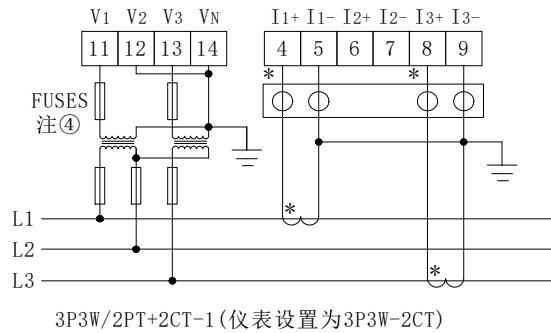 V1 V2 V3 VN I1+ I1- I2+ I2- I3+ I3-
11 12 13 14 4 5 6 7 8 9
* *
FUSES
注④
*
L1
L2
*
L3
3P3W/2PT+2CT-1(仪表设置为3P3W-2CT)